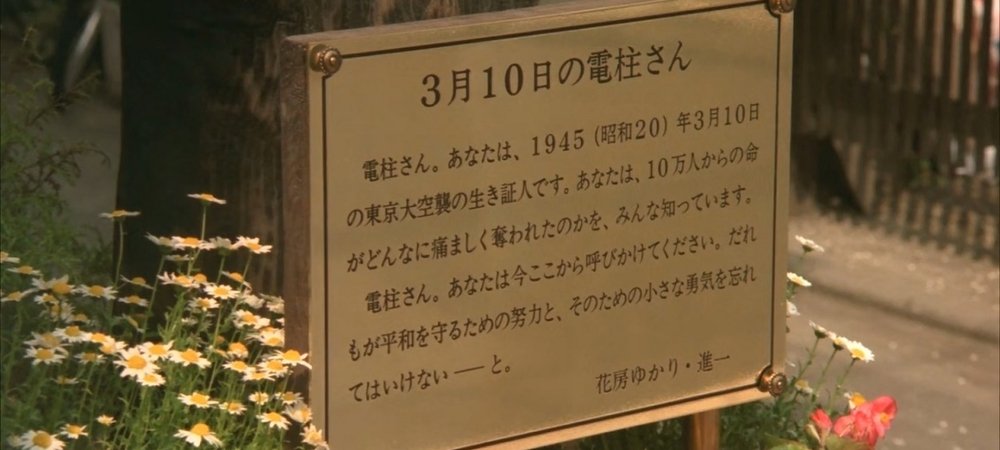 3月10日の電柱さん
電柱さん。あなたは、1945(昭和20)年3月10日
の東京大空襲の生き証人です。あなたは、10万人からの命
がどんなに痛ましく奪われたのかを、みんな知っています。
電柱さん。あなたは今ここから呼びかけてください。だれ
もが平和を守るための努力と、そのための小さな勇気を忘れ
てはいけない ── と。
花房ゆかり・進一